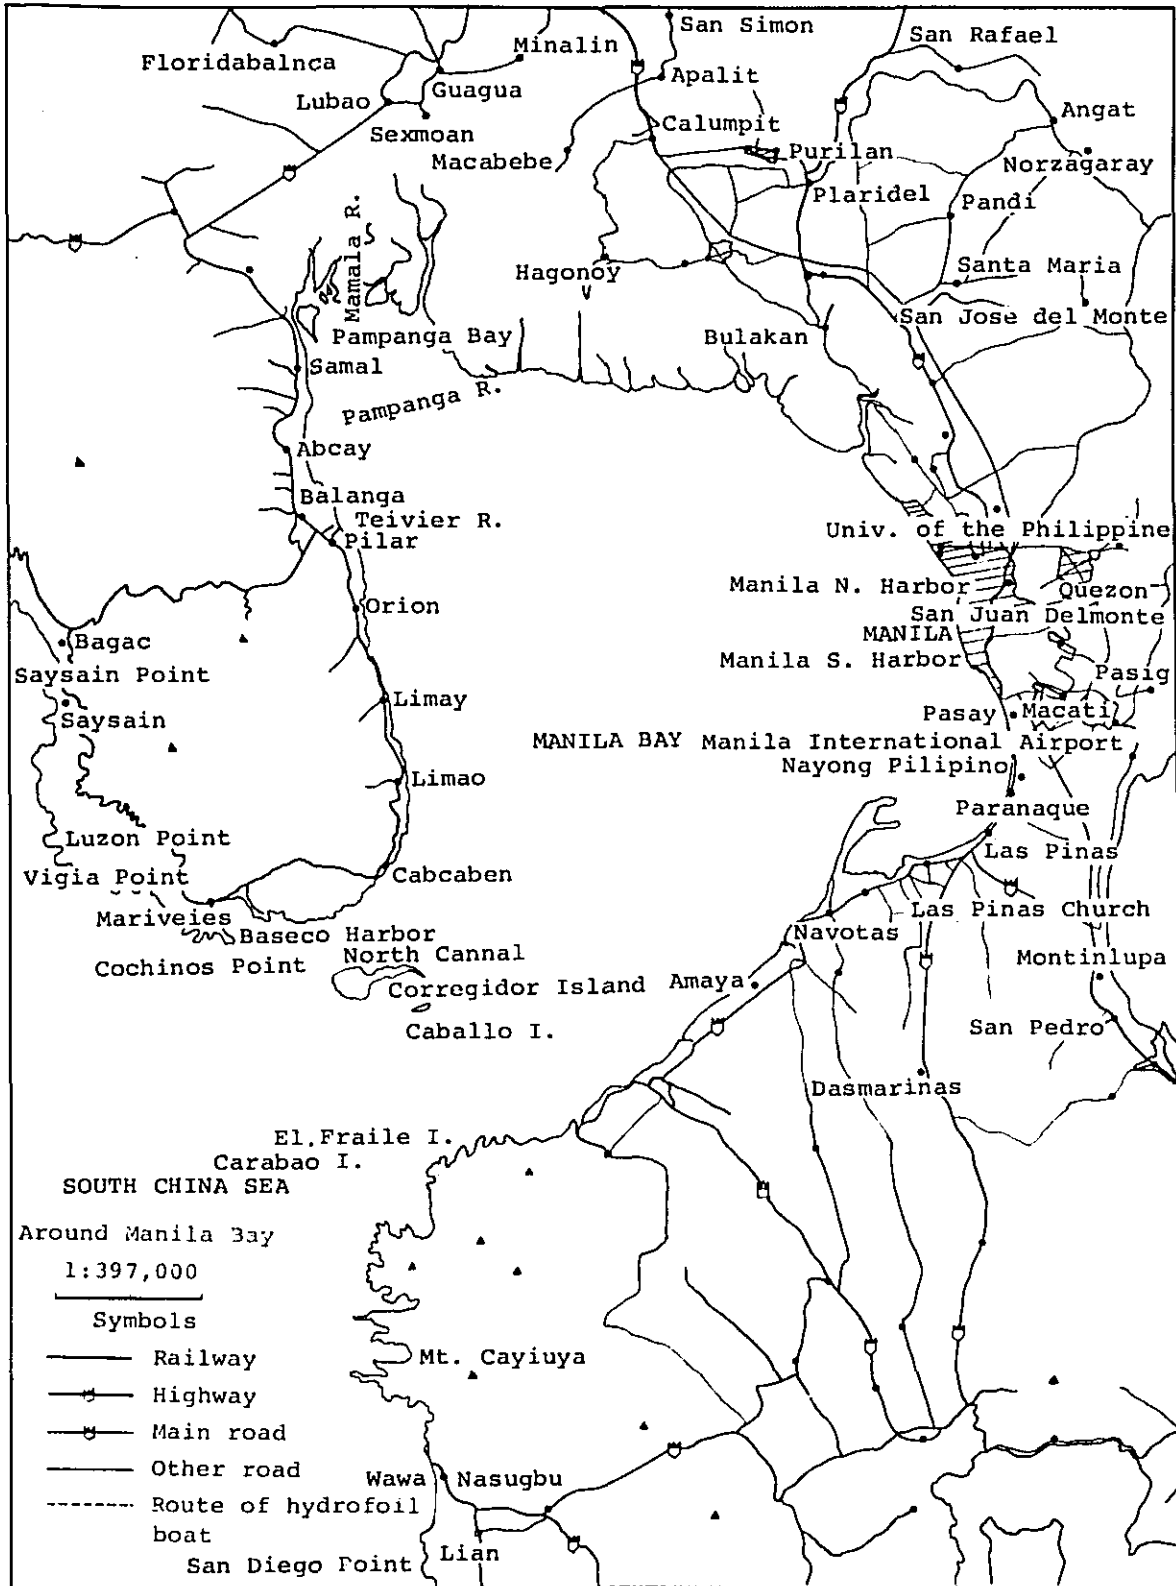 San Simon
San Rafael
Minalin
Floridabalnca
Apalit
Guagua
Lubao
Angat
Sexmoan
Calumpit
Macabebe
Purilan
Norzagaray
Plaridel
Pandi
Mamala R.
Hagonoy
Santa Maria
San Jose del Monte
Pampanga Bay
Bulakan
Samal
Pampanga R.
Abcay
Balanga
Teivier R.
Pilar
Univ. of the Philippine
Manila N. Harbor
Quezon
Orion
San Juan Delmonte
MANILA
Bagac
Manila S. Harbor
Saysain Point
Pasig
Limay
Saysain
Pasay
Macati
MANILA BAY
Manila International Airport
Nayong Pilipino
Limao
Paranaque
Luzon Point
Las Pinas
Vigia Point
Cabcaben
Mariveies
Las Pinas Church
Baseco Harbor
Navotas
North Cannal
Cochinos Point
Montinlupa
Corregidor Island
Amaya
Caballo I.
San Pedro
Dasmarinas
El.Fraile I.
Carabao I.
SOUTH CHINA SEA
Around Manila Bay
1:397,000
Symbols
Railway
Mt. Cayiuya
Highway
Main road
Other road
Wawa
Nasugbu
Route of hydrofoil
boat
Lian
San Diego Point